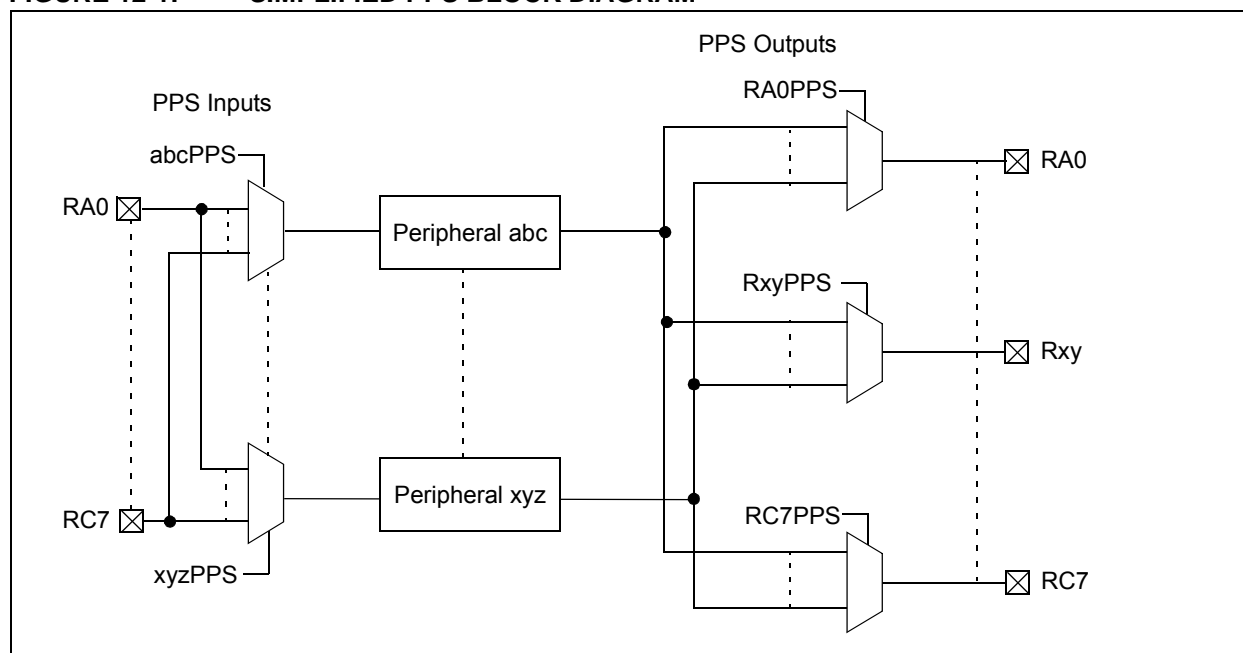 PPS Outputs
RA0PPS
PPS Inputs
abcPPS
RA0
RA0
Peripheral abc
RxyPPS
Rxy
Peripheral xyz
RC7
RC7PPS
xyzPPS
RC7